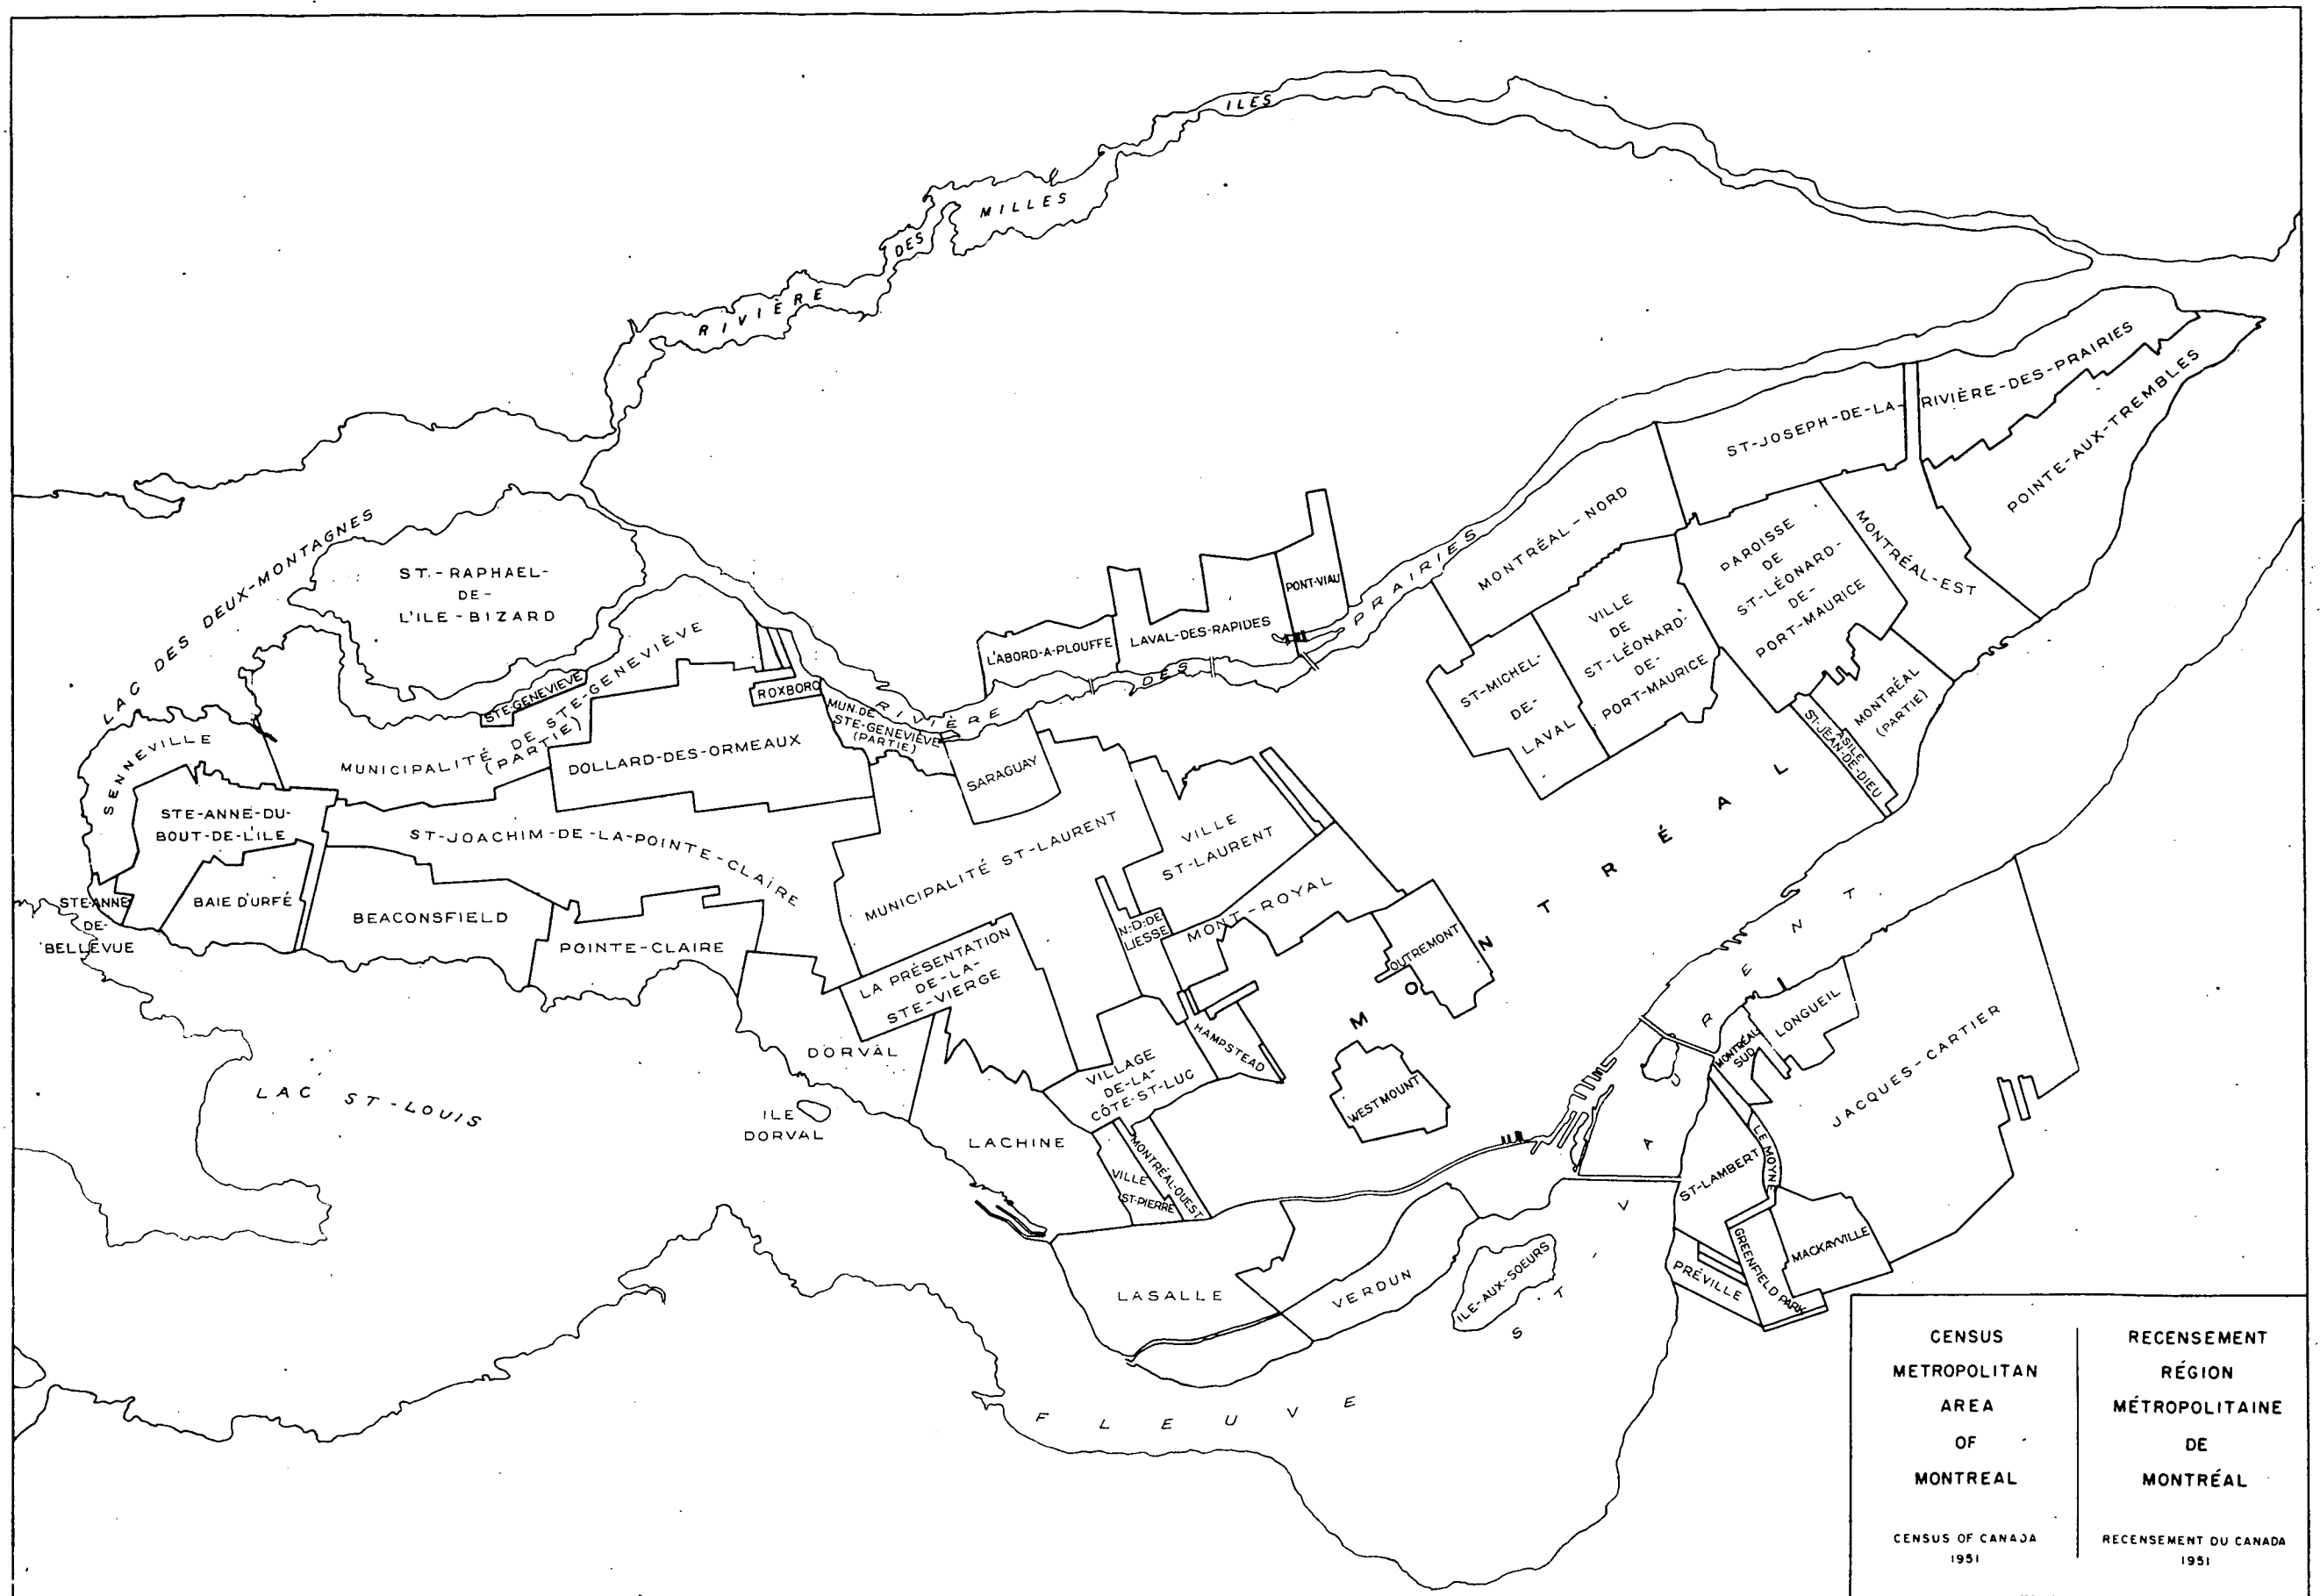 RIVIÈRE DES MILLES ILES
LAC DES DEUX-MONTAGNES
ST.-RAPHAEL-
DE-
L'ILE-BIZARD
STE-GENEVIÈVE
MUNICIPALITÉ DE STE-GENEVIÈVE
(PARTIE)
ROXBORO
MUN. DE
STE-GENEVIÈVE
(PARTIE)
DOLLARD-DES-ORMEAUX
SENNEVILLE
STE-ANNE-DU-
BOUT-DE-L'ILE
STE-ANNE
DE-
BELLEVUE
BAIE D'URFÉ
BEACONSFIELD
ST-JOACHIM-DE-LA-POINTE-CLAIRE
POINTE-CLAIRE
DORVAL
ILE
DORVAL
LAC ST-LOUIS
RIVIÈRE DES PRAIRIES
L'ABORD-A-PLOUFFE
LAVAL-DES-RAPIDES
PONT-VIAU
SARAGUAY
MUNICIPALITÉ ST-LAURENT
VILLE
ST-LAURENT
N-D-DE
LIESSE
MONT-ROYAL
OUTREMONT
LA PRÉSENTATION
DE-LA-
STE-VIERGE
LACHINE
VILLAGE
DE-LA-
CÔTE-ST-LUC
HAMPSTEAD
WESTMOUNT
MONTRÉAL-OUEST
VILLE
ST-PIERRE
LASALLE
VERDUN
ILE-AUX-SOEURS
MONTRÉAL
MONTRÉAL-NORD
ST-MICHEL-
DE-
LAVAL
VILLE
DE
ST-LÉONARD-
DE-
PORT-MAURICE
PAROISSE
DE
ST-LÉONARD-
DE-
PORT-MAURICE
ST-JOSEPH-DE-LA-RIVIÈRE-DES-PRAIRIES
POINTE-AUX-TREMBLES
MONTRÉAL-EST
MONTRÉAL
(PARTIE)
ASILE
ST-JEAN-DE-DIEU
FLEUVE ST-LAURENT
LONGUEUIL
MONTRÉAL
SUD
JACQUES-CARTIER
ST-LAMBERT
LE MOYNE
GREENFIELD PARK
MACKAYVILLE
PRÉVILLE
CENSUS
METROPOLITAN
AREA
OF
MONTREAL
CENSUS OF CANADA
1951
RECENSEMENT
RÉGION
MÉTROPOLITAINE
DE
MONTRÉAL
RECENSEMENT DU CANADA
1951